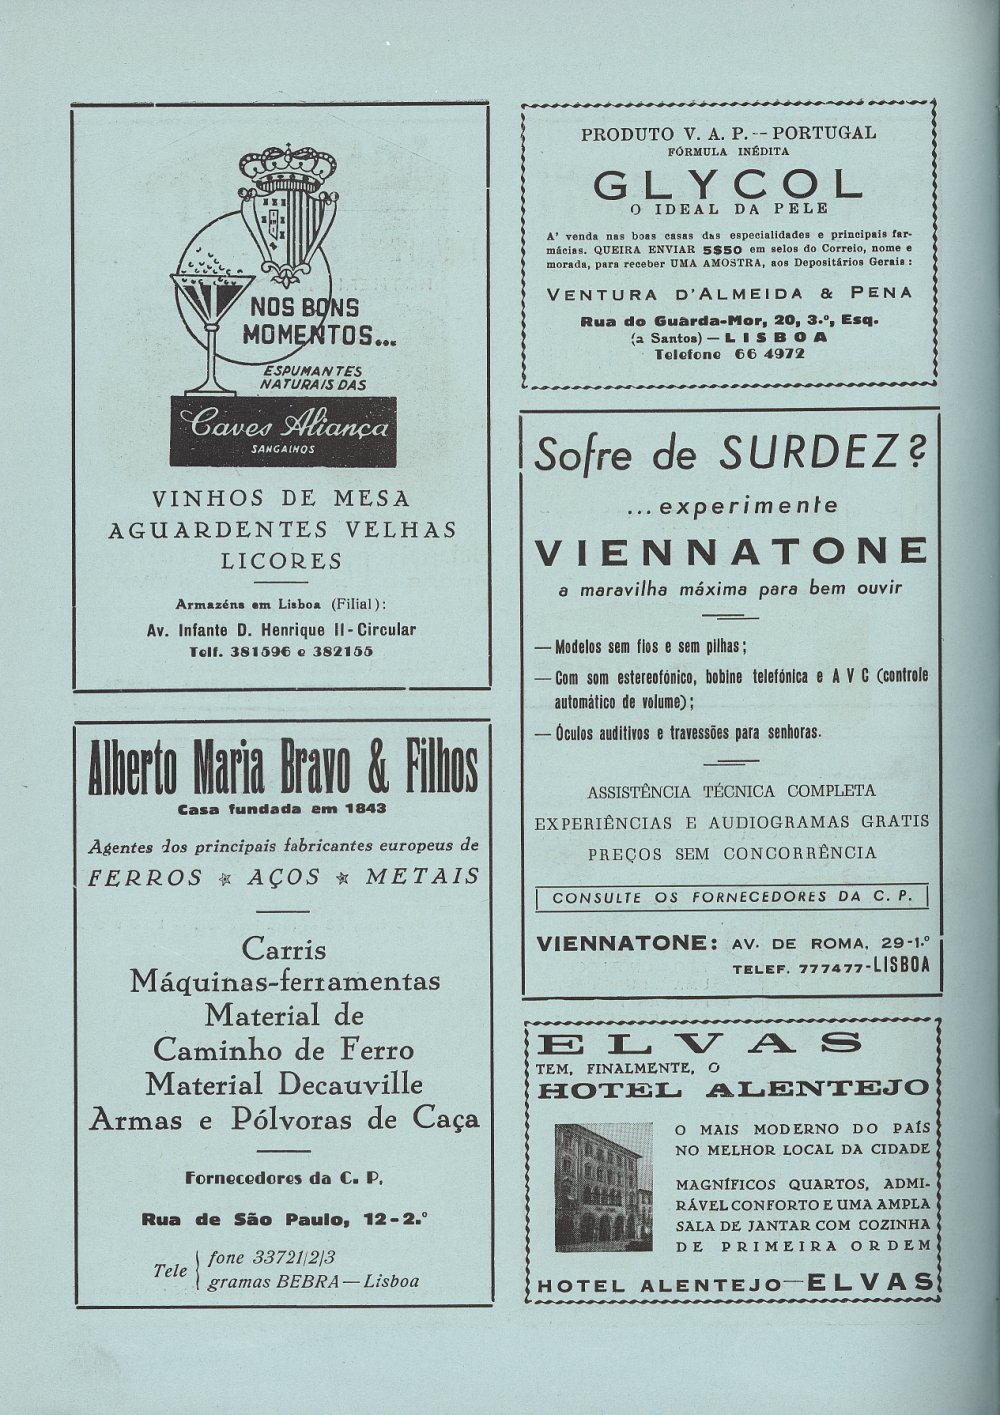 NOS BONS
MOMENTOS...
ESPUMANTES
NATURAIS DAS
Caves Aliança
SANGALHOS
VINHOS DE MESA
AGUARDENTES VELHAS
LICORES
Armazéns em Lisboa (Filial):
Av. Infante D. Henrique II-Circular
Telf. 381596 e 382155
Alberto Maria Bravo & Filhos
Casa fundada em 1843
Agentes dos principais fabricantes europeus de
FERROS * AÇOS * METAIS
Carris
Máquinas-ferramentas
Material de
Caminho de Ferro
Material Decauville
Armas e Pólvoras de Caça
Fornecedores da C. P.
Rua de São Paulo, 12-2.º
Tele { fone 33721/2/3
gramas BEBRA — Lisboa
PRODUTO V. A. P. -- PORTUGAL
FÓRMULA INÉDITA
GLYCOL
O IDEAL DA PELE
A' venda nas boas casas das especialidades e principais far-
mácias. QUEIRA ENVIAR 5$50 em selos do Correio, nome e
morada, para receber UMA AMOSTRA, aos Depositários Gerais:
VENTURA D'ALMEIDA & PENA
Rua do Guarda-Mor, 20, 3.º, Esq.
(a Santos) — LISBOA
Telefone 66 4972
Sofre de SURDEZ?
...experimente
VIENNATONE
a maravilha máxima para bem ouvir
— Modelos sem fios e sem pilhas;
— Com som estereofónico, bobine telefónica e A V C (controle
automático de volume);
— Óculos auditivos e travessões para senhoras.
ASSISTÊNCIA TÉCNICA COMPLETA
EXPERIÊNCIAS E AUDIOGRAMAS GRATIS
PREÇOS SEM CONCORRÊNCIA
CONSULTE OS FORNECEDORES DA C. P.
VIENNATONE: AV. DE ROMA, 29-1.º
TELEF. 777477-LISBOA
ELVAS
TEM, FINALMENTE, O
HOTEL ALENTEJO
O MAIS MODERNO DO PAÍS
NO MELHOR LOCAL DA CIDADE
MAGNÍFICOS QUARTOS, ADMI-
RÁVEL CONFORTO E UMA AMPLA
SALA DE JANTAR COM COZINHA
DE PRIMEIRA ORDEM
HOTEL ALENTEJO — ELVAS